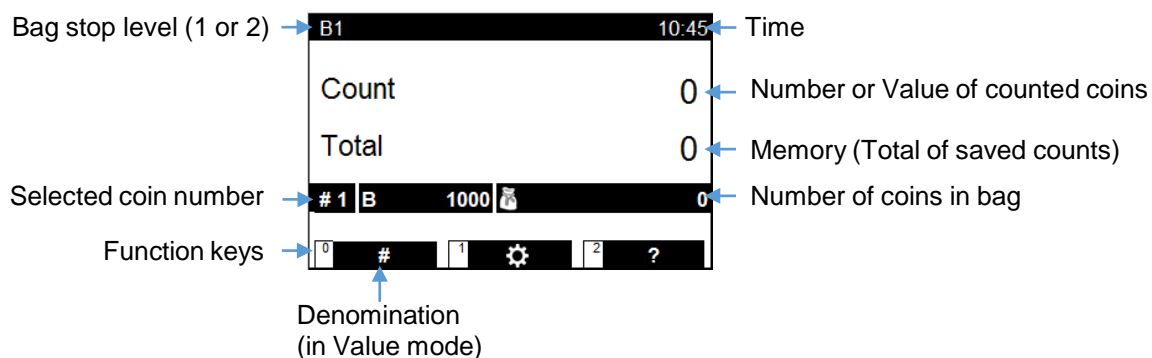 Bag stop level (1 or 2) B1 10:45 Time
Count 0 Number or Value of counted coins
Total 0 Memory (Total of saved counts)
Selected coin number # 1 B 1000 0 Number of coins in bag
Function keys 0 # 1 2 ?
Denomination
(in Value mode)